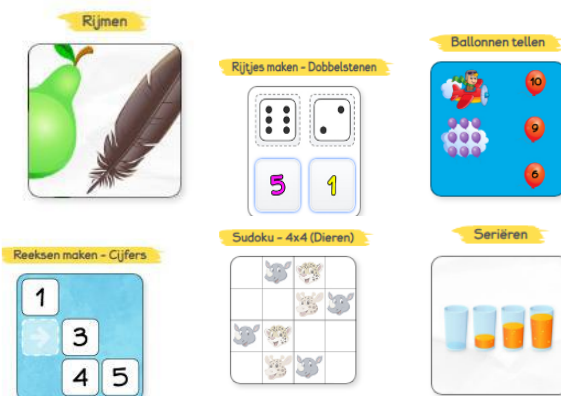 Rijmen
Rijtjes maken - Dobbelstenen
5 1
Ballonnen tellen
10
9
6
Reeksen maken - Cijfers
1
3
4 5
Sudoku - 4x4 (Dieren)
Seriëren